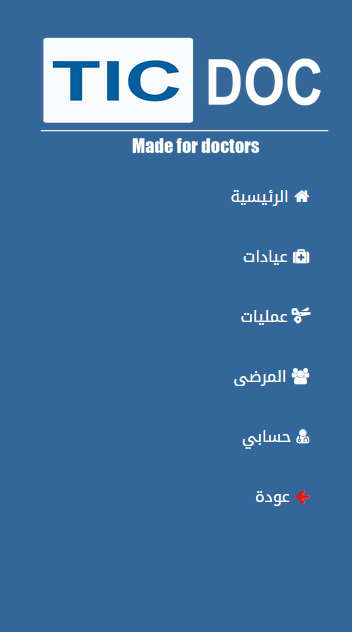 TIC DOC
Made for doctors
الرئيسية
عيادات
عمليات
المرضى
حسابي
عودة